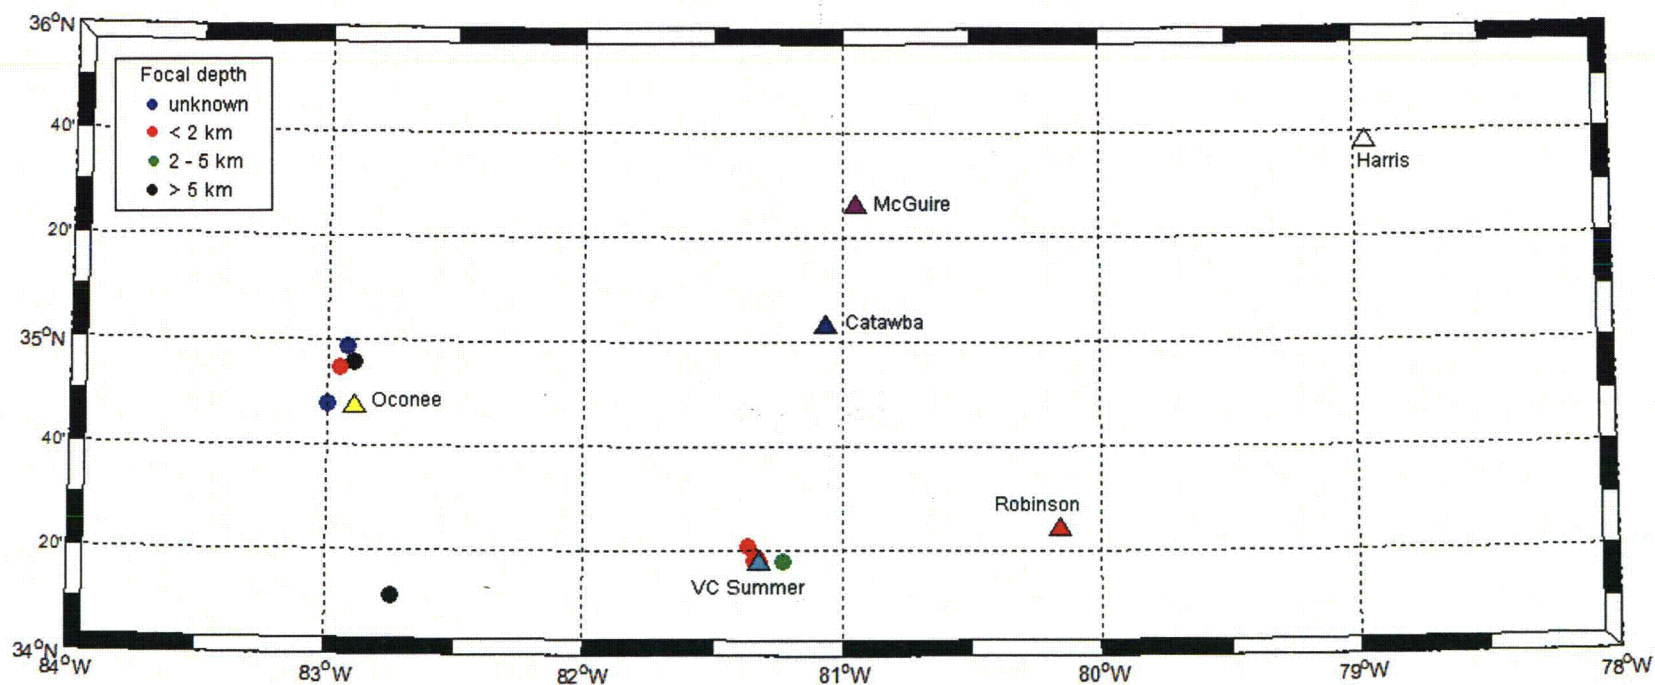 36°N
Focal depth
unknown
< 2 km
2 - 5 km
> 5 km
40'
Harris
McGuire
20'
Catawba
35°N
Oconee
40'
Robinson
20'
VC Summer
34°N
84°W
83°W
82°W
81°W
80°W
79°W
78°W